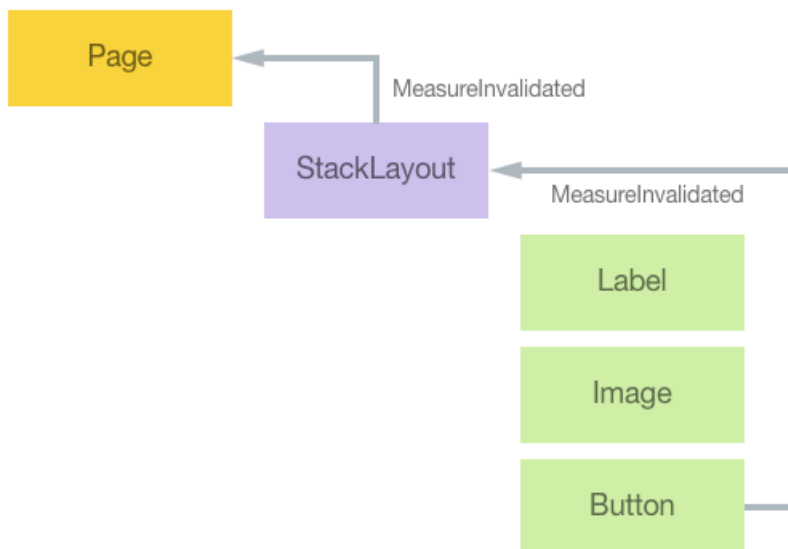 Page
MeasureInvalidated
StackLayout
MeasureInvalidated
Label
Image
Button